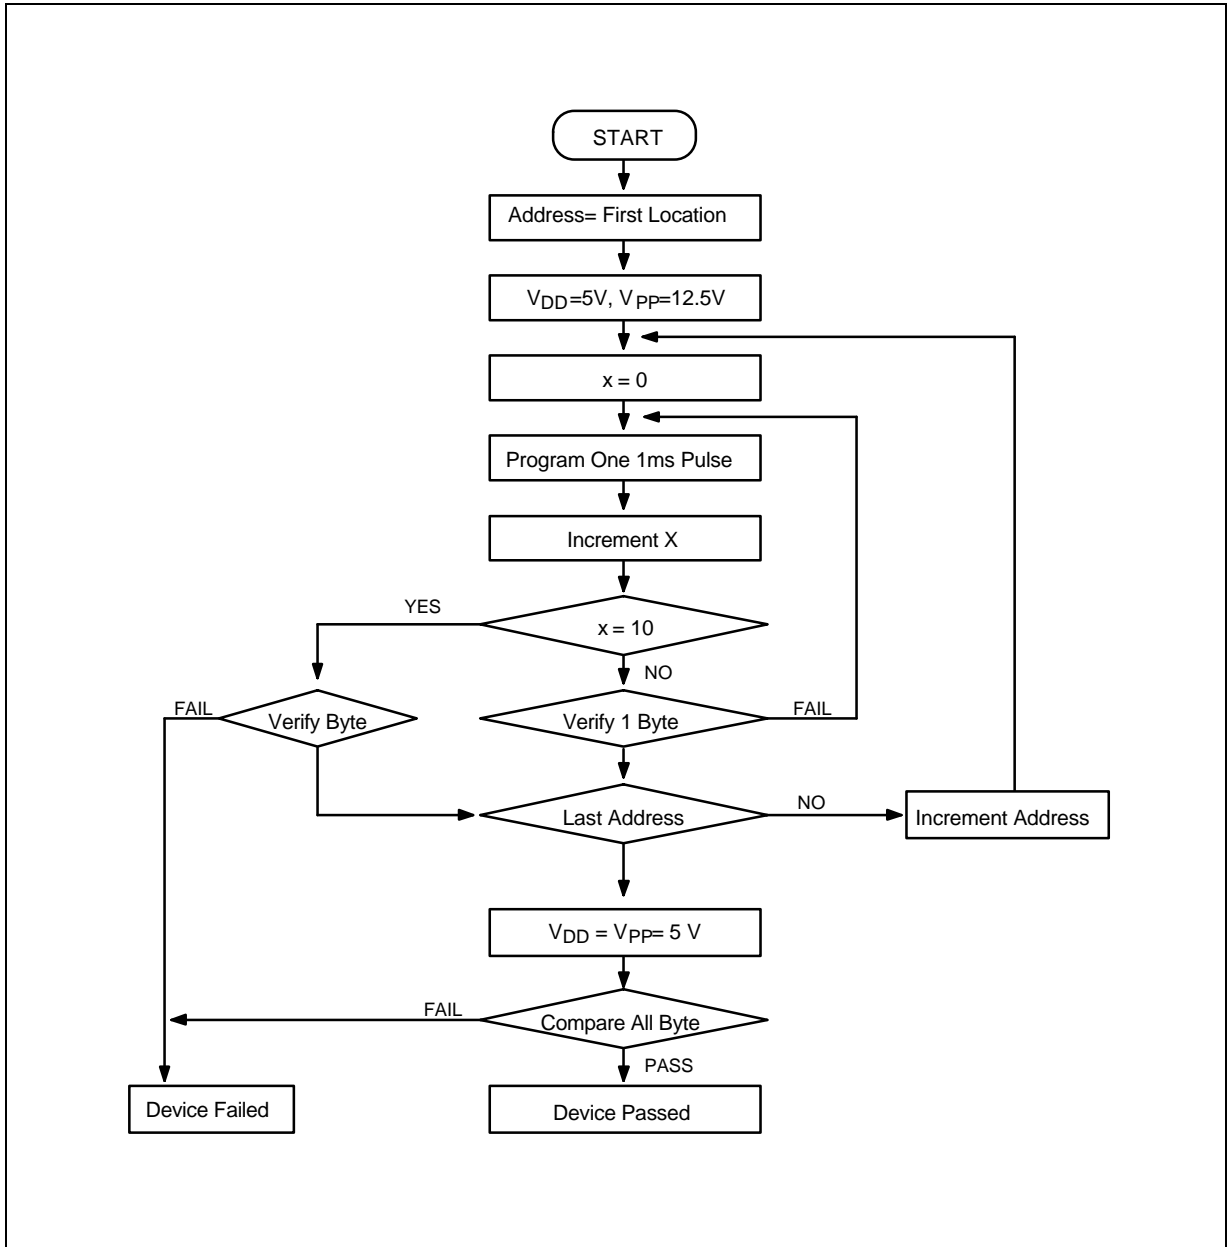 START
Address= First Location
VDD=5V, VPP=12.5V
x = 0
Program One 1ms Pulse
Increment X
YES
x = 10
NO
FAIL
Verify Byte
Verify 1 Byte
FAIL
Last Address
NO
Increment Address
VDD = VPP= 5 V
FAIL
Compare All Byte
PASS
Device Failed
Device Passed